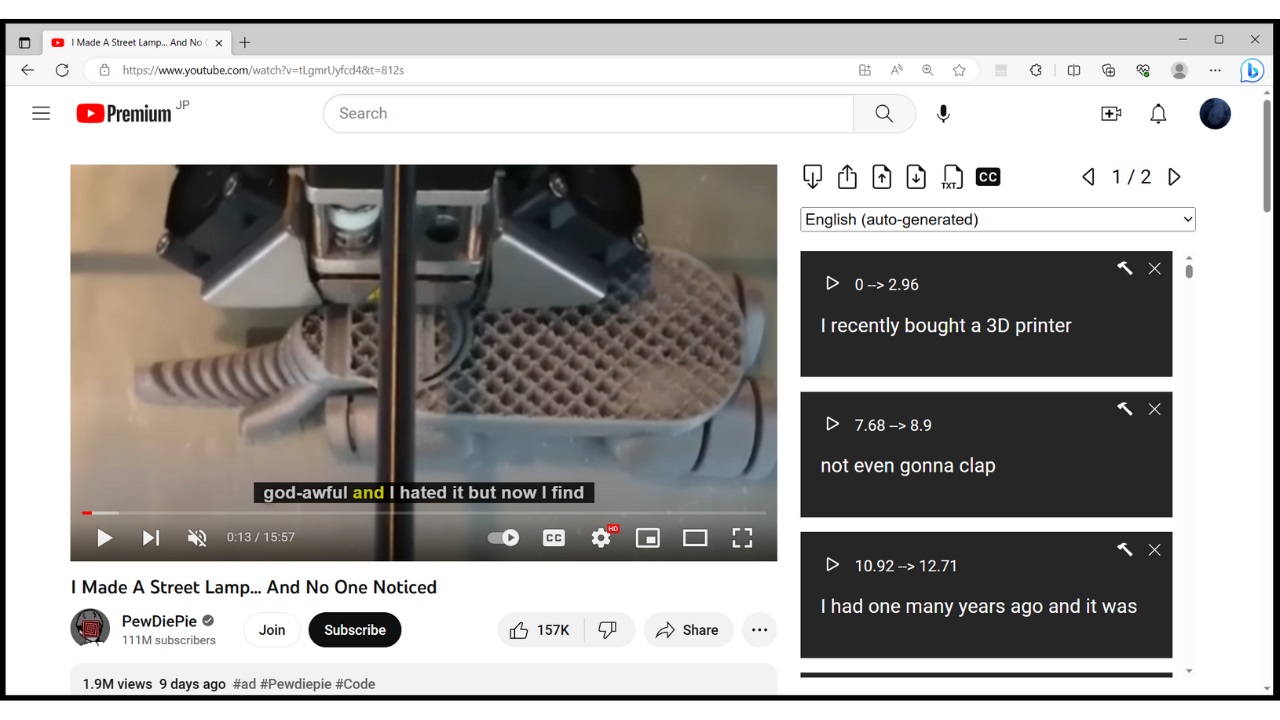 I Made A Street Lamp... And No
https://www.youtube.com/watch?v=tLgmrUyfcd4&t=812s
Premium JP
Search
TXT
CC
1 / 2
English (auto-generated)
0 --> 2.96
I recently bought a 3D printer
7.68 --> 8.9
not even gonna clap
10.92 --> 12.71
I had one many years ago and it was
god-awful and I hated it but now I find
0:13 / 15:57
CC
HD
I Made A Street Lamp... And No One Noticed
PewDiePie
111M subscribers
Join
Subscribe
157K
Share
1.9M views 9 days ago #ad #Pewdiepie #Code